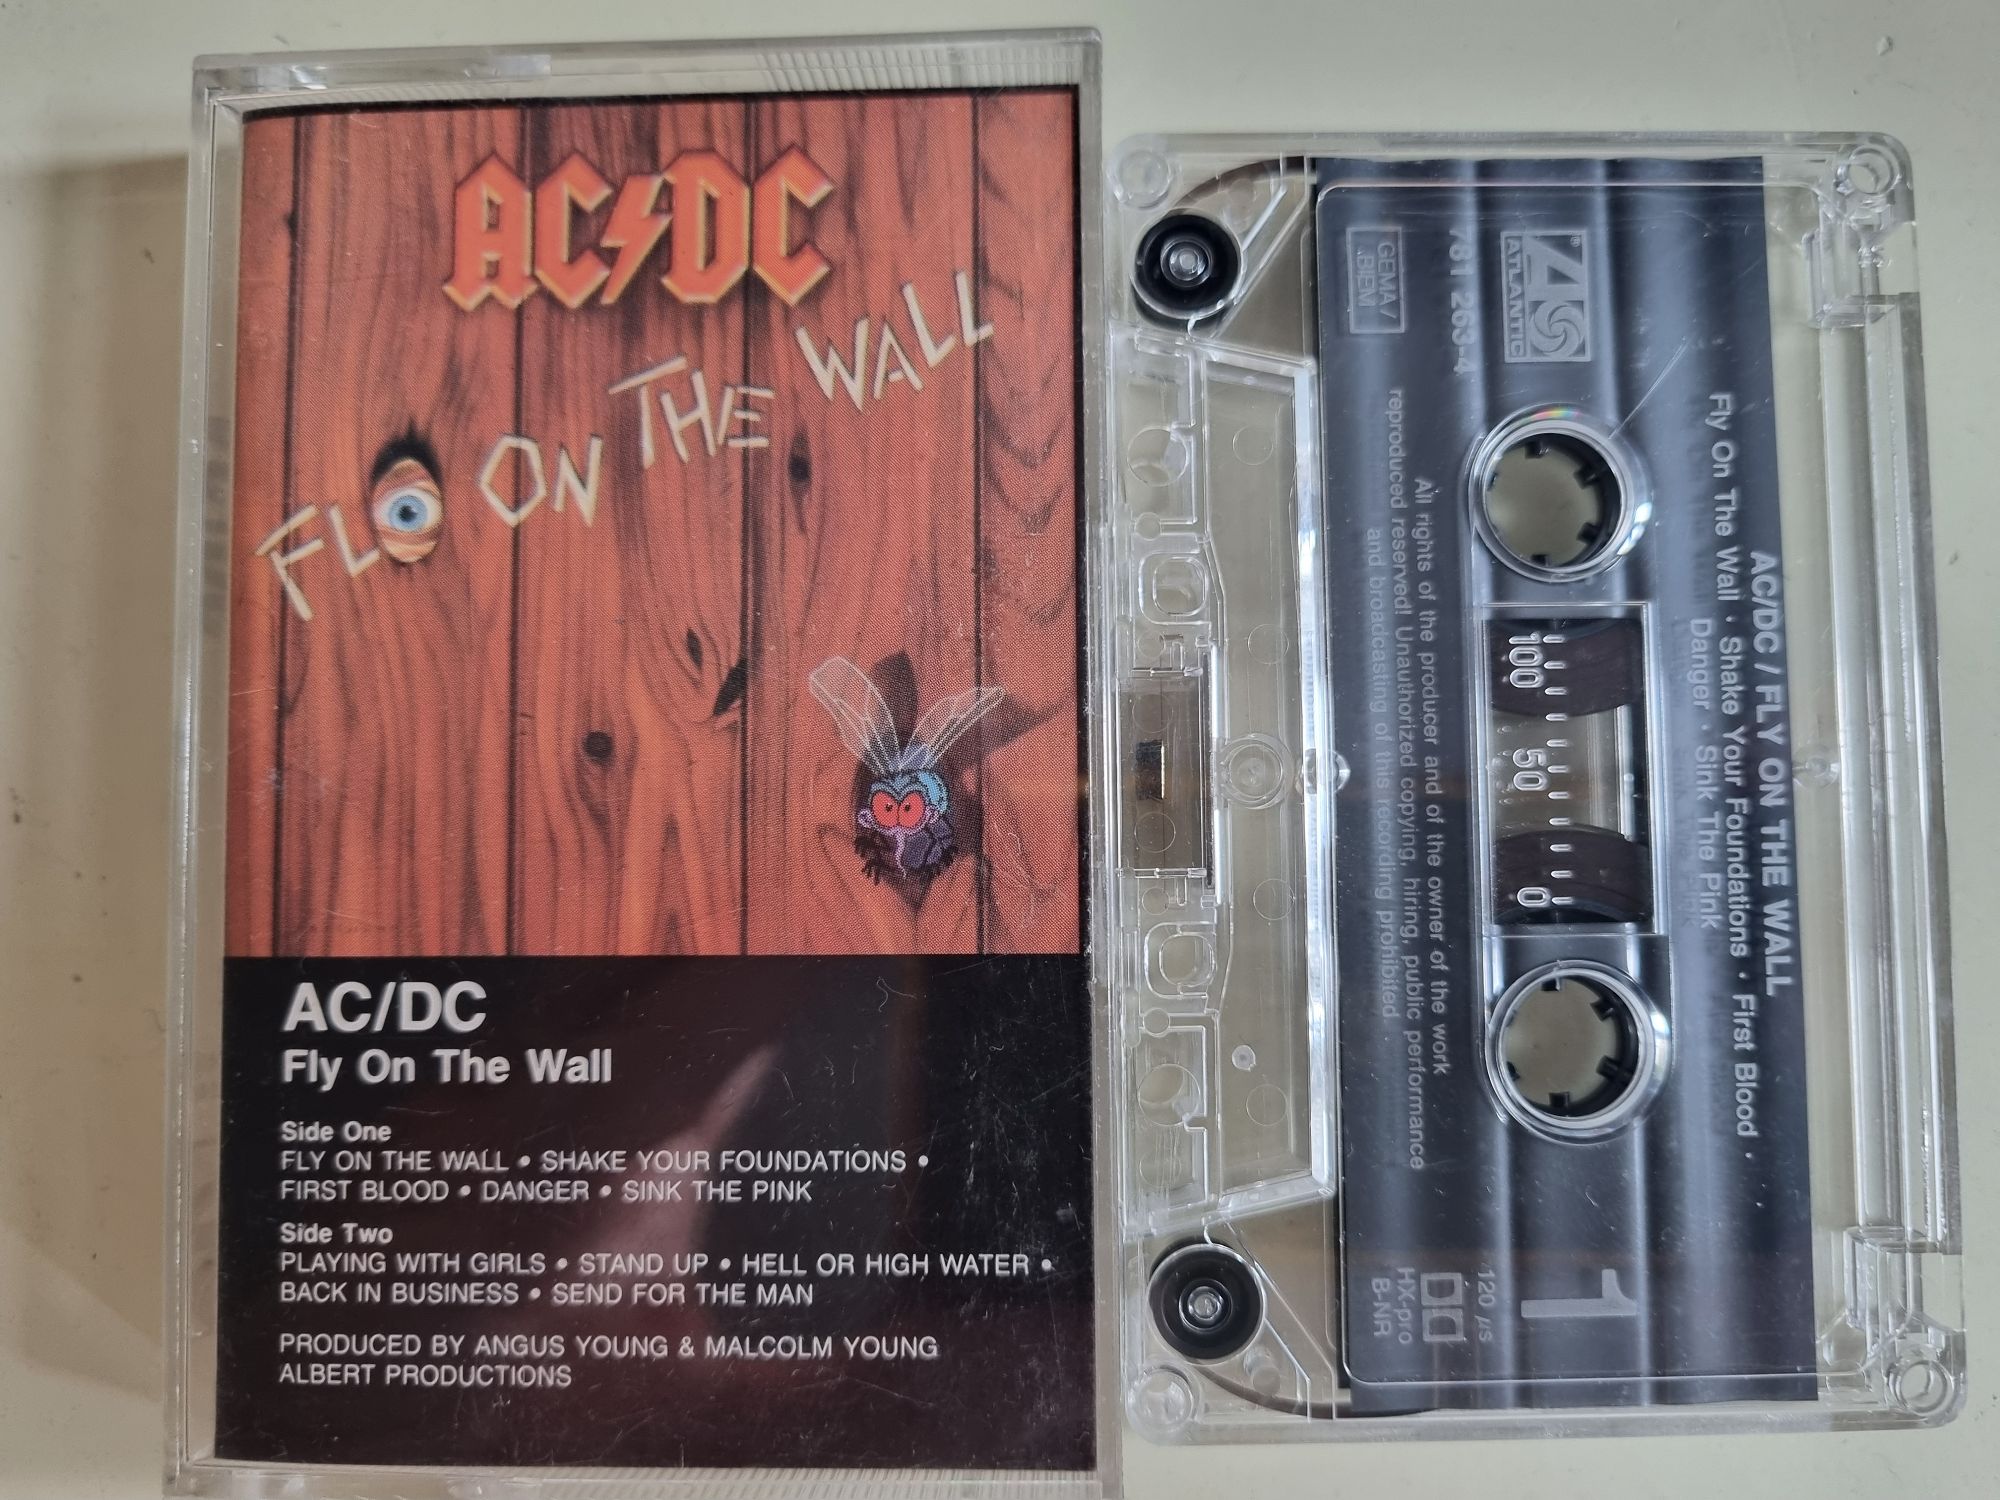 AC/DC
FLY ON THE WALL
AC/DC
Fly On The Wall
Side One
FLY ON THE WALL • SHAKE YOUR FOUNDATIONS •
FIRST BLOOD • DANGER • SINK THE PINK
Side Two
PLAYING WITH GIRLS • STAND UP • HELL OR HIGH WATER •
BACK IN BUSINESS • SEND FOR THE MAN
PRODUCED BY ANGUS YOUNG & MALCOLM YOUNG
ALBERT PRODUCTIONS
AC/DC / FLY ON THE WALL
Fly On The Wall • Shake Your Foundations • First Blood •
Danger • Sink The Pink
ATLANTIC
®
781 263-4
GEMA/
BIEM
100 50 0
1
120 µs
HX-pro
B-NR
All rights of the producer and of the owner of the work
reproduced reserved! Unauthorized copying, hiring, public performance
and broadcasting of this recording prohibited